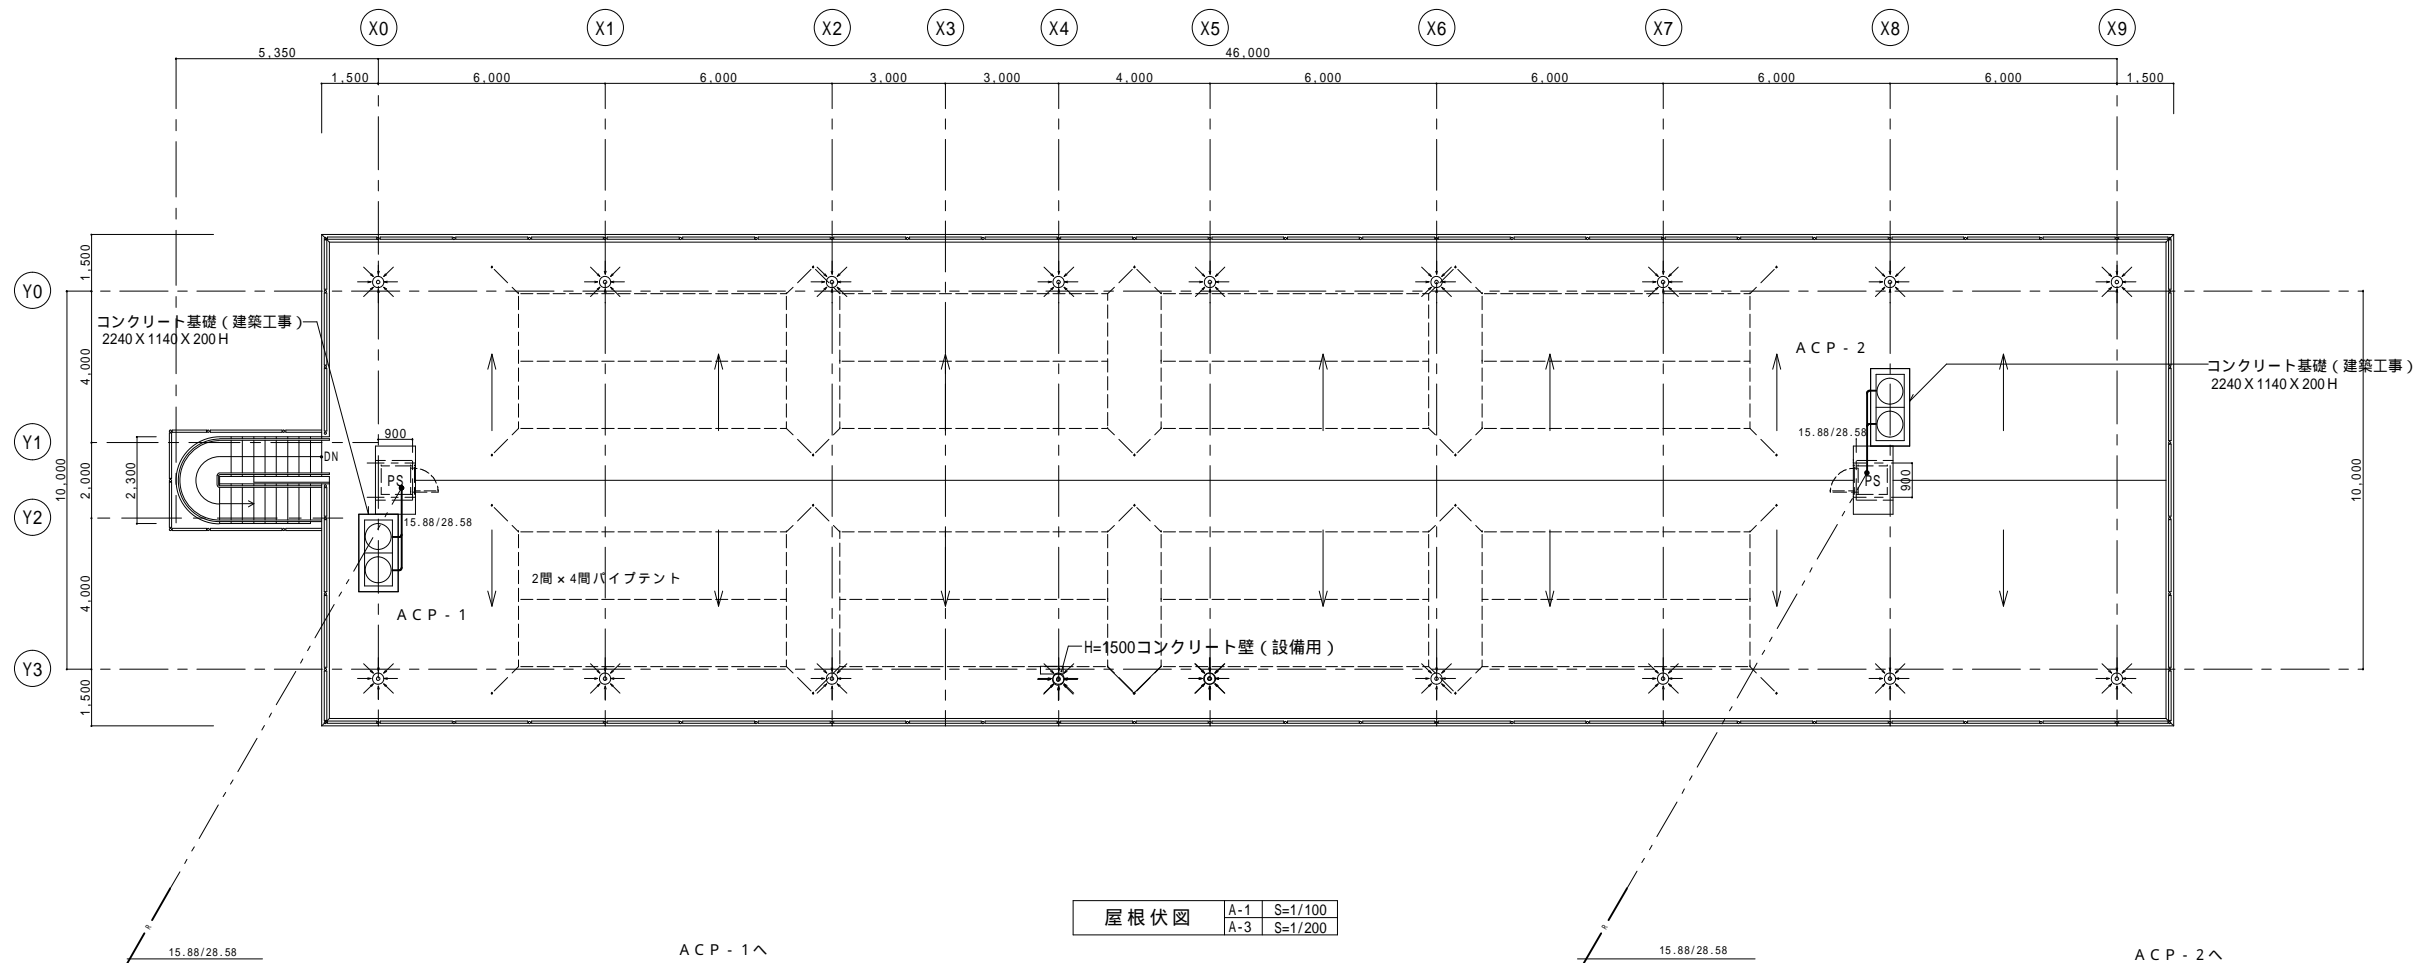 X0 X1 X2 X3 X4 X5 X6 X7 X8 X9
5,350 46,000
1,500 6,000 6,000 3,000 3,000 4,000 6,000 6,000 6,000 6,000 1,500
1,500
Y0
コンクリート基礎(建築工事)
2240X1140X200H
4,000
ACP-2
コンクリート基礎(建築工事)
2240X1140X200H
Y1
900
15.88/28.58
DN
10,000
2,000
2,300
PS
PS
900
10,000
Y2
15.88/28.58
2間×4間パイプテント
4,000
ACP-1
H=1500コンクリート壁(設備用)
Y3
1,500
屋根伏図
A-1 S=1/100
A-3 S=1/200
R
15.88/28.58
ACP-1へ
R
15.88/28.58
ACP-2へ